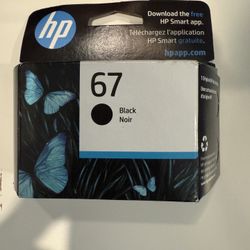 hp
Download the free
HP Smart app.
Téléchargez l'application
HP Smart gratuite.
hpapp.com
67
Black
Noir